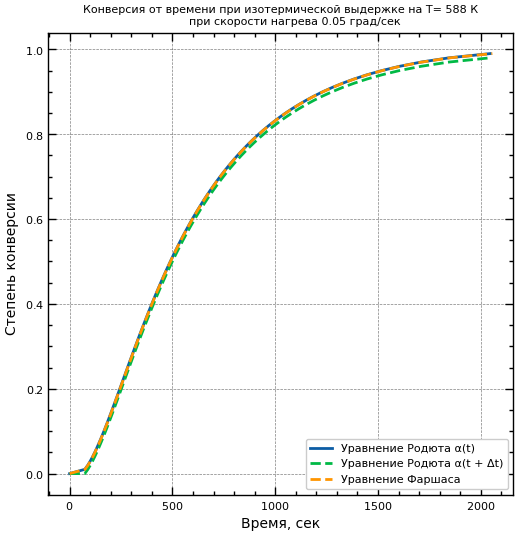 Конверсия от времени при изотермической выдержке на T= 588 K
при скорости нагрева 0.05 град/сек
1.0
0.8
0.6
0.4
0.2
0.0
Степень конверсии
0 500 1000 1500 2000
Время, сек
Уравнение Родюта α(t)
Уравнение Родюта α(t + Δt)
Уравнение Фаршаса